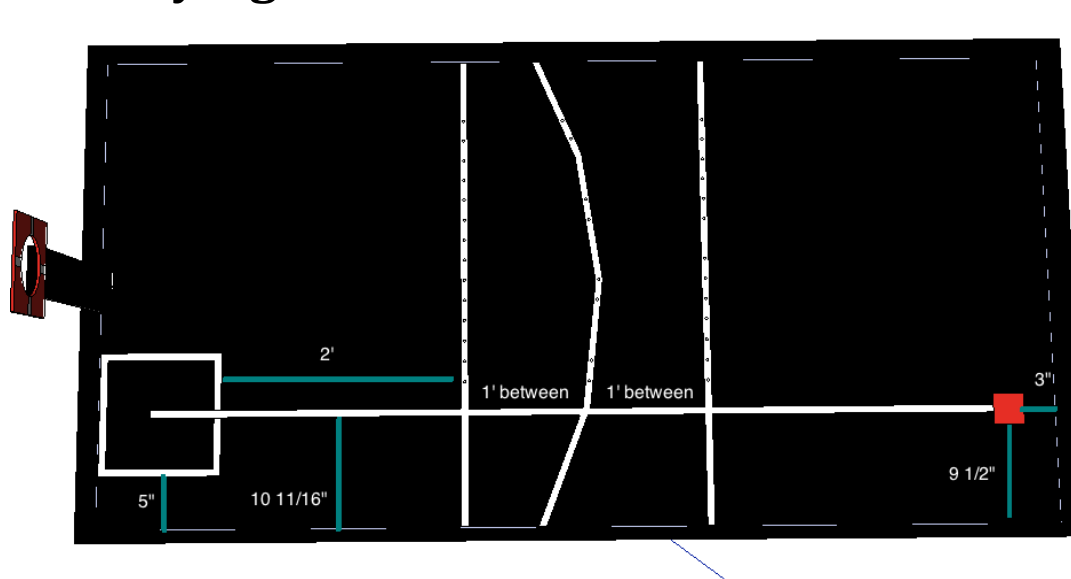 2'
3"
1' between
1' between
9 1/2"
5"
10 11/16"